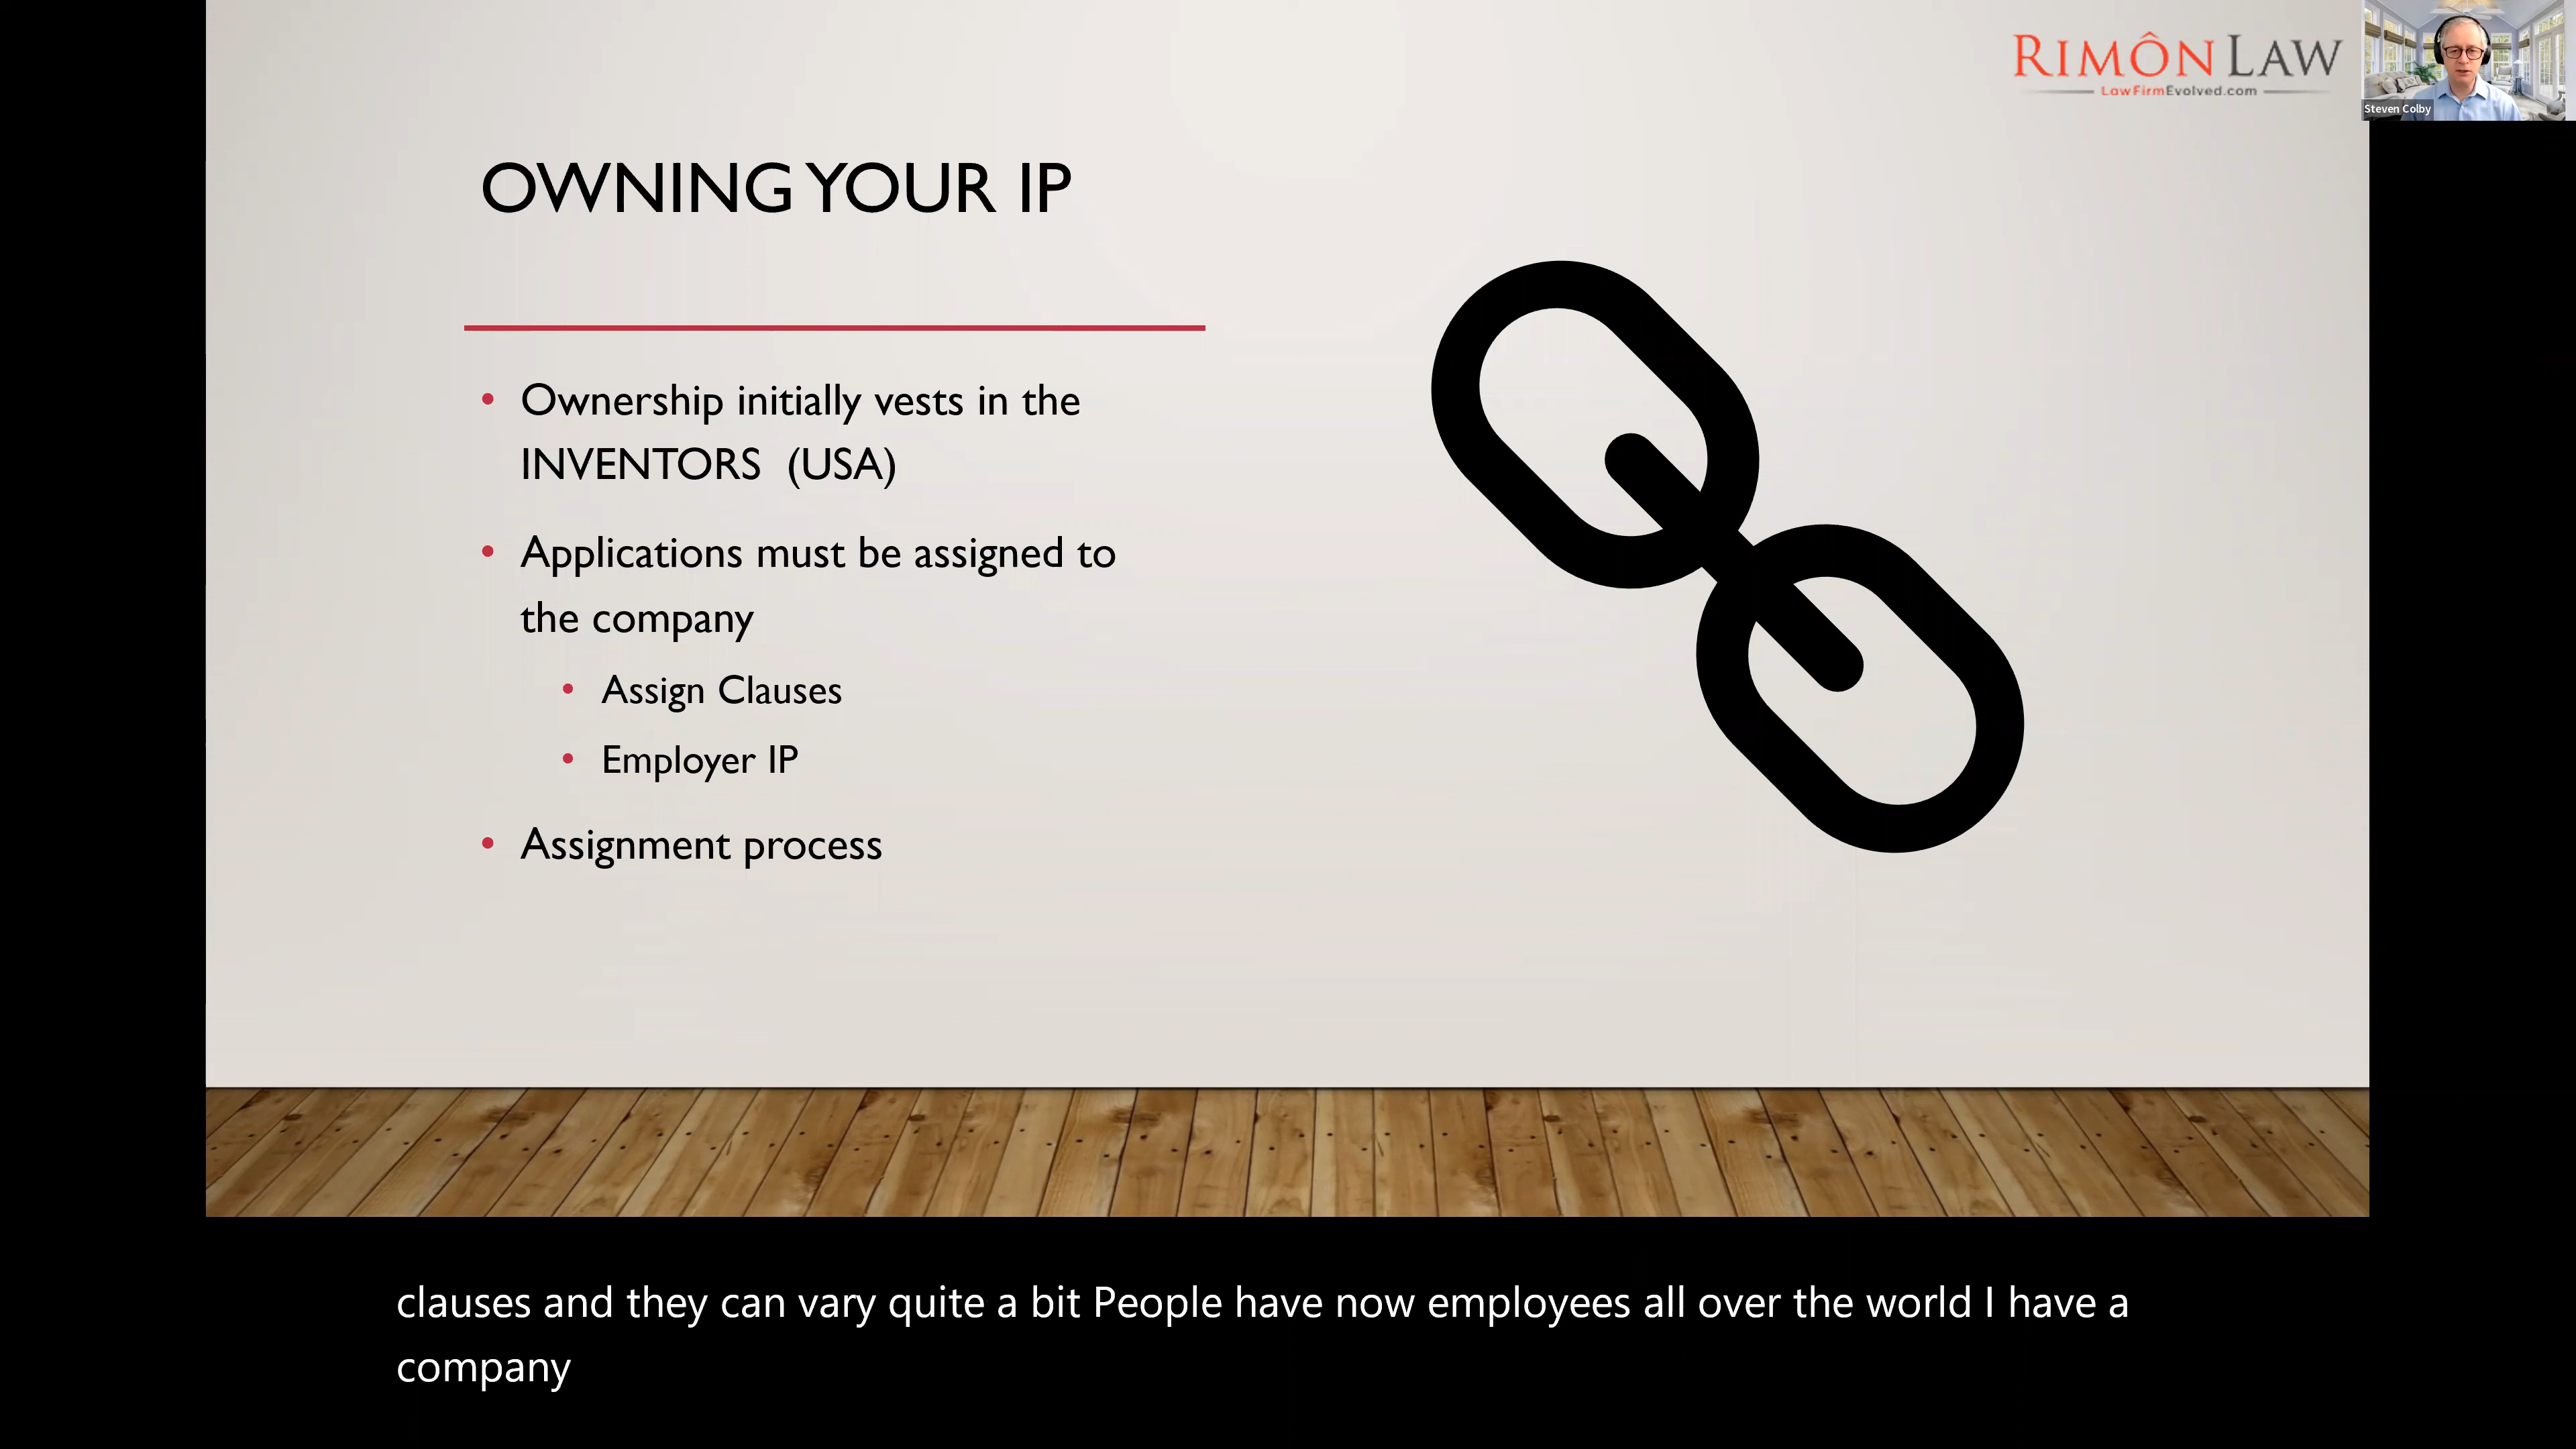 RIMÔN LAW
LawFirmEvolved.com
Steven Colby
OWNING YOUR IP
• Ownership initially vests in the
INVENTORS (USA)
• Applications must be assigned to
the company
• Assign Clauses
• Employer IP
• Assignment process
clauses and they can vary quite a bit People have now employees all over the world I have a
company